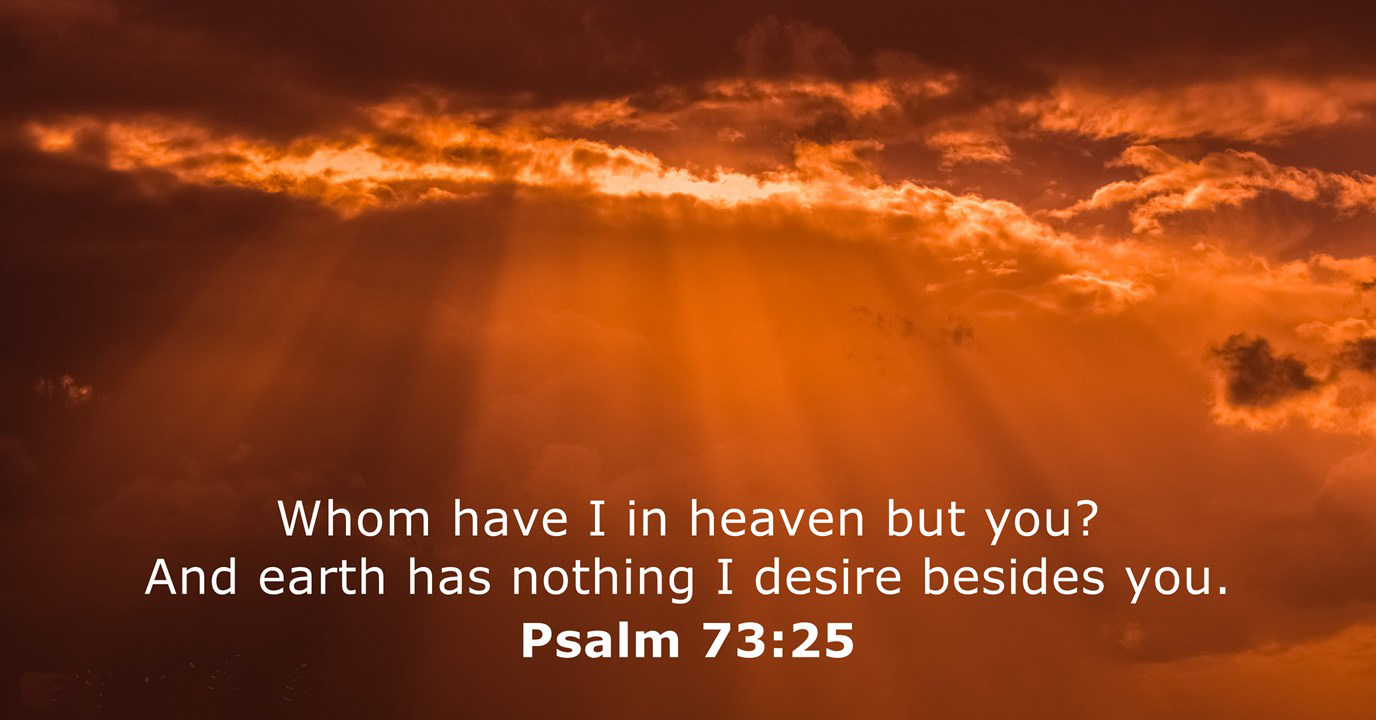 Whom have I in heaven but you?
And earth has nothing I desire besides you.
Psalm 73:25